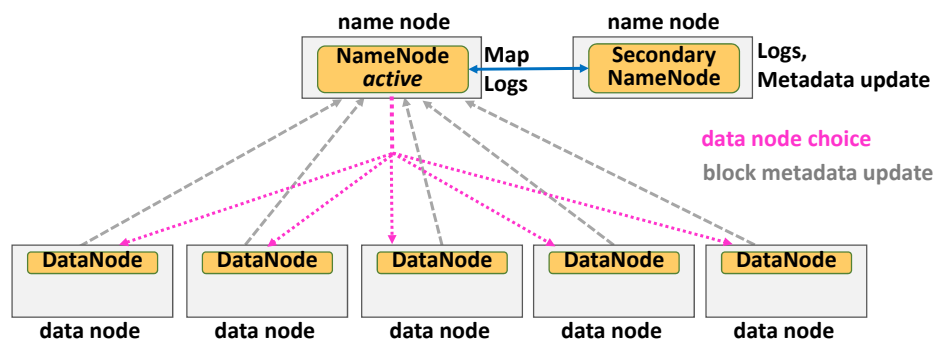 name node
name node
NameNode
active
Map
Logs
Secondary
NameNode
Logs,
Metadata update
data node choice
block metadata update
DataNode
DataNode
DataNode
DataNode
DataNode
data node
data node
data node
data node
data node